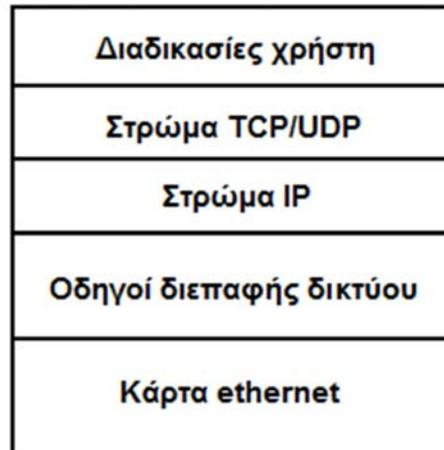 Διαδικασίες χρήστη
Στρώμα TCP/UDP
Στρώμα IP
Οδηγοί διεπαφής δικτύου
Κάρτα ethernet